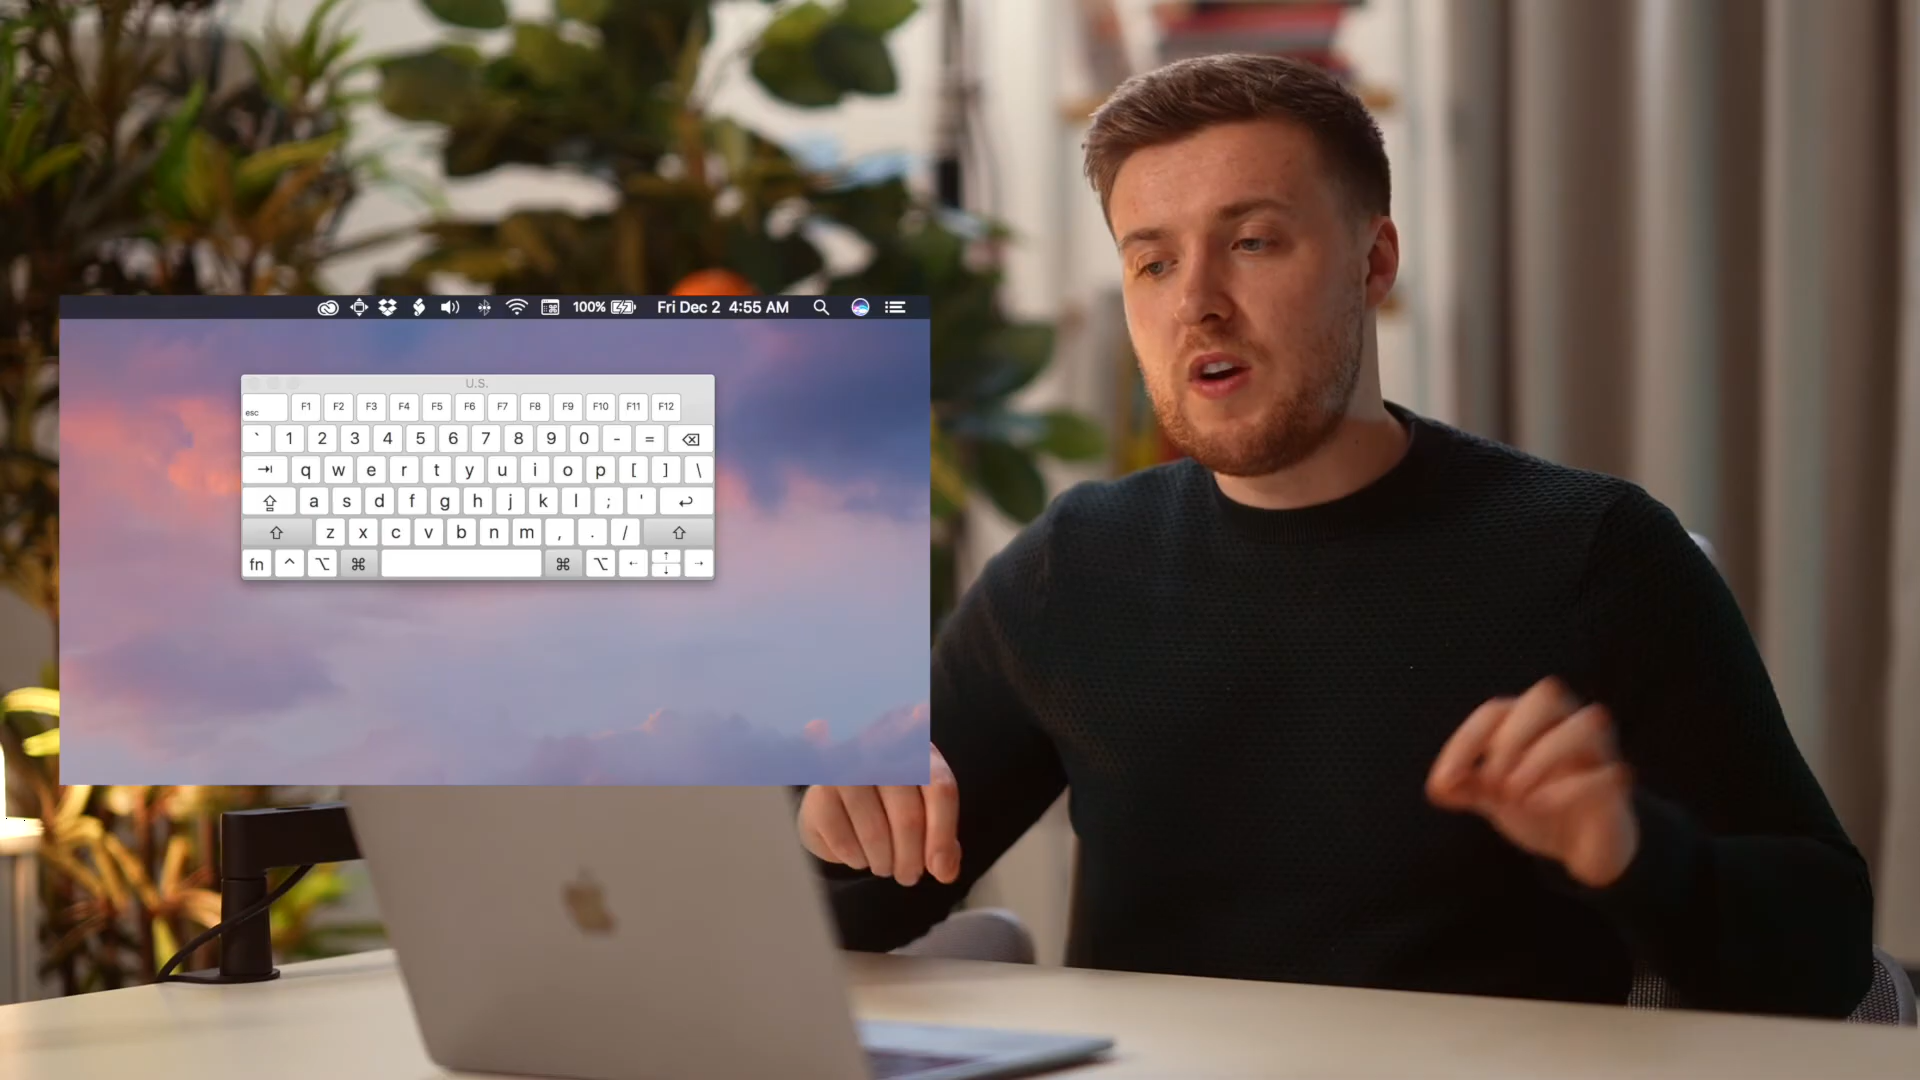 100% Fri Dec 2 4:55 AM
U.S.
esc F1 F2 F3 F4 F5 F6 F7 F8 F9 F10 F11 F12
` 1 2 3 4 5 6 7 8 9 0 - = ⌫
⇥ q w e r t y u i o p [ ] \
⇪ a s d f g h j k l ; ' ↩
⇧ z x c v b n m , . / ⇧
fn ^ ⌥ ⌘ ⌘ ⌥ ← ↑ ↓ →